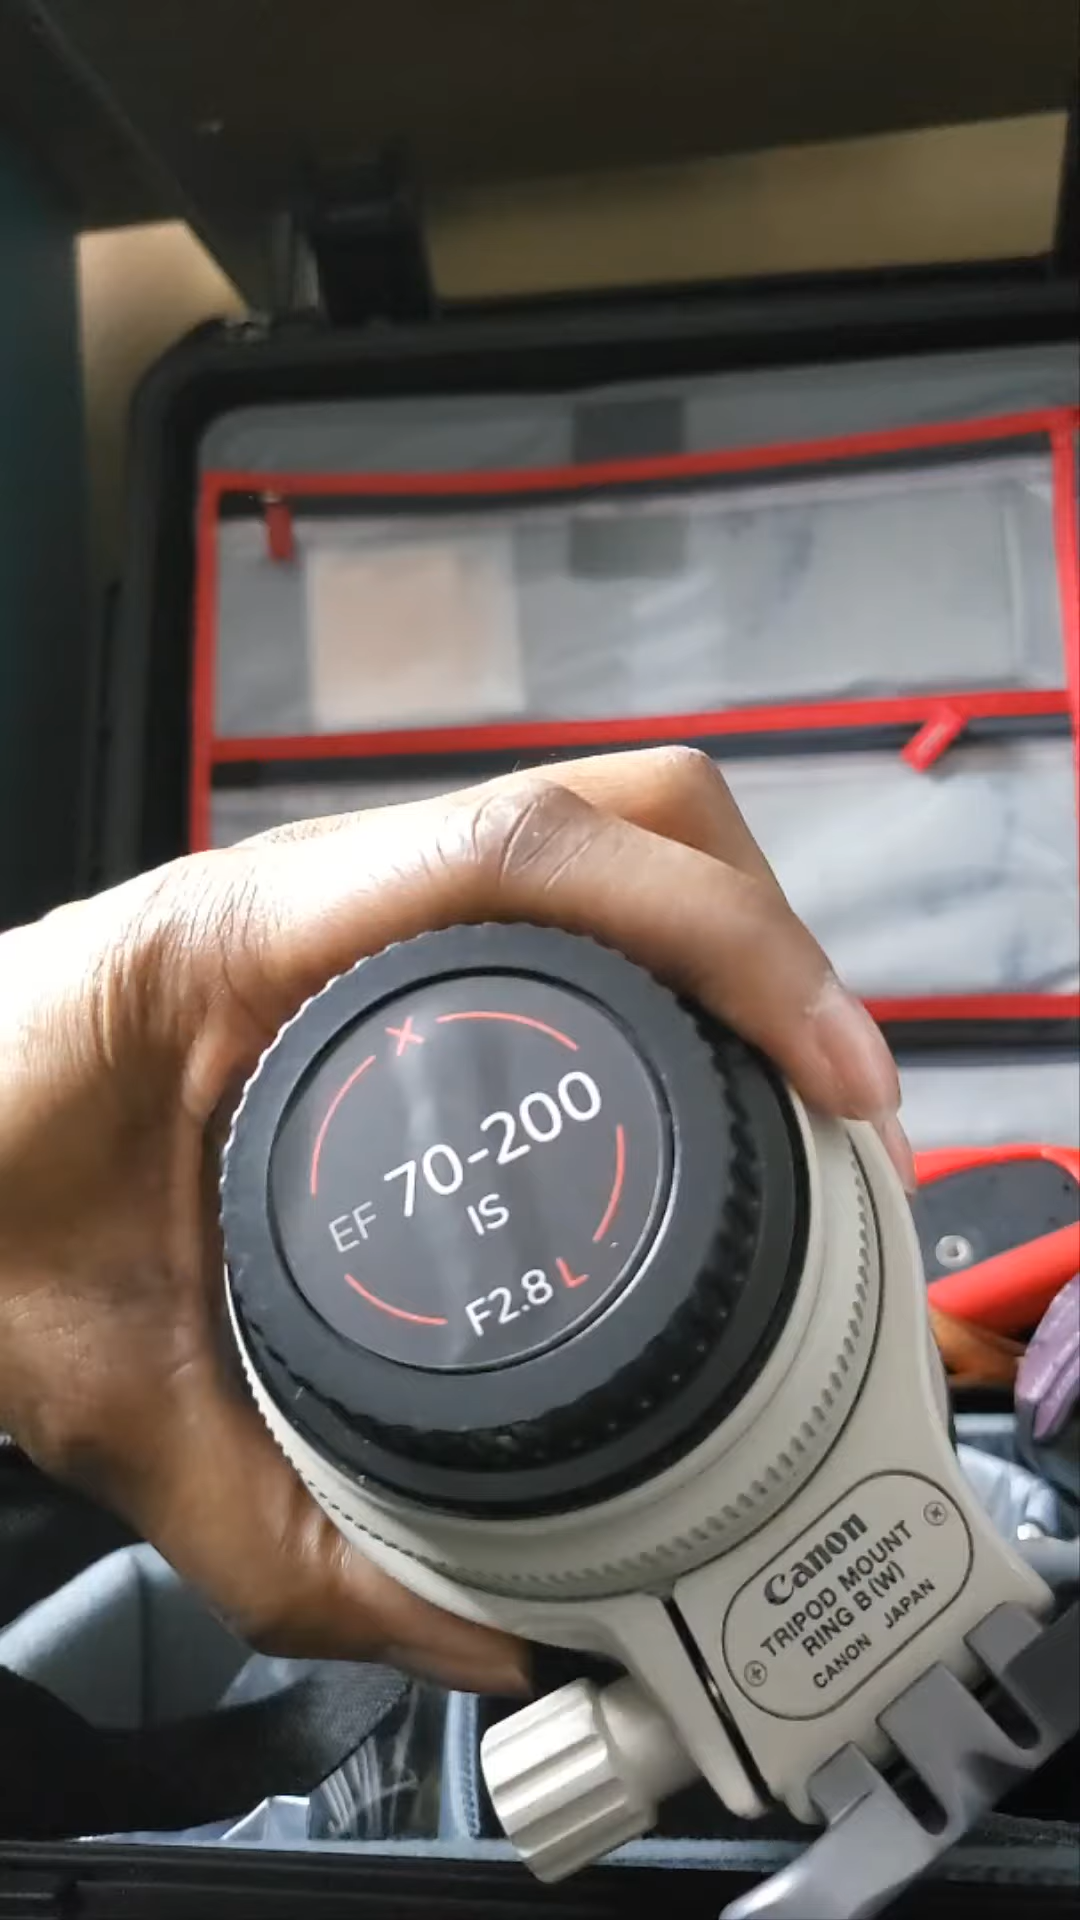 X
EF 70-200
IS
F2.8 L
Canon
TRIPOD MOUNT
RING B (W)
CANON JAPAN